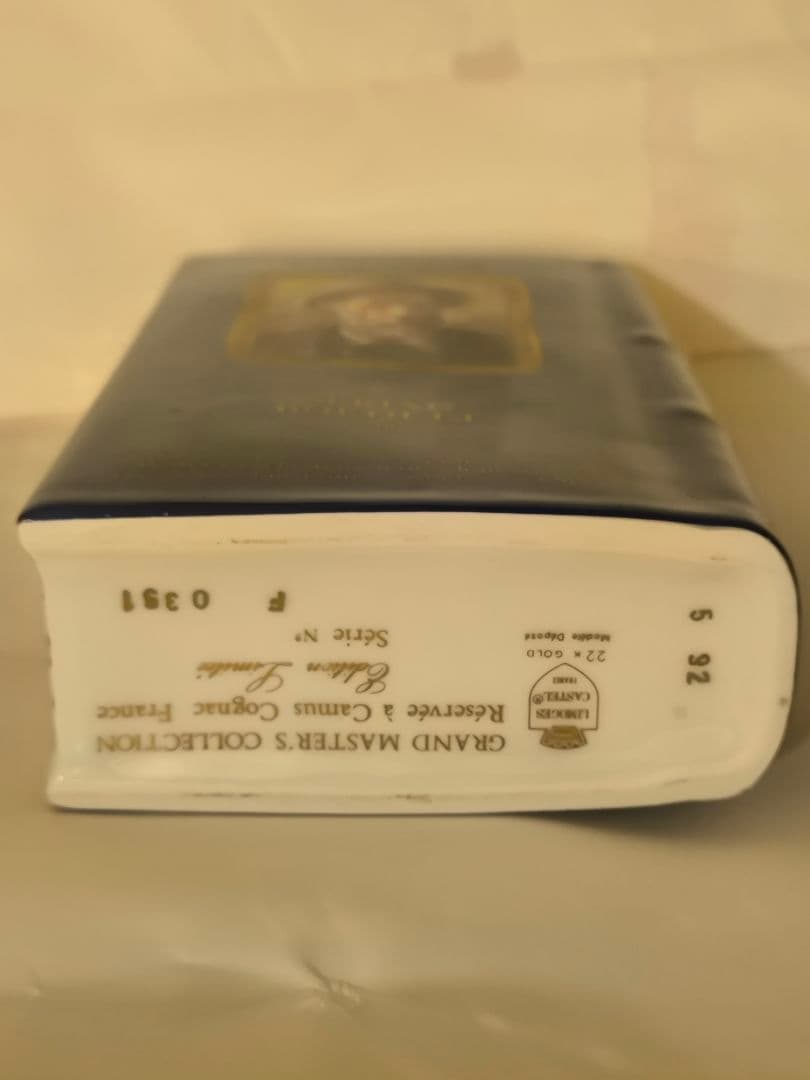 GRAND MASTER'S COLLECTION
Réservée à Camus Cognac France
Edition Limitée
Série N°
F 0391
LIMOGES
CASTEL®
FRANCE
22 K GOLD
Modèle Déposé
5 92